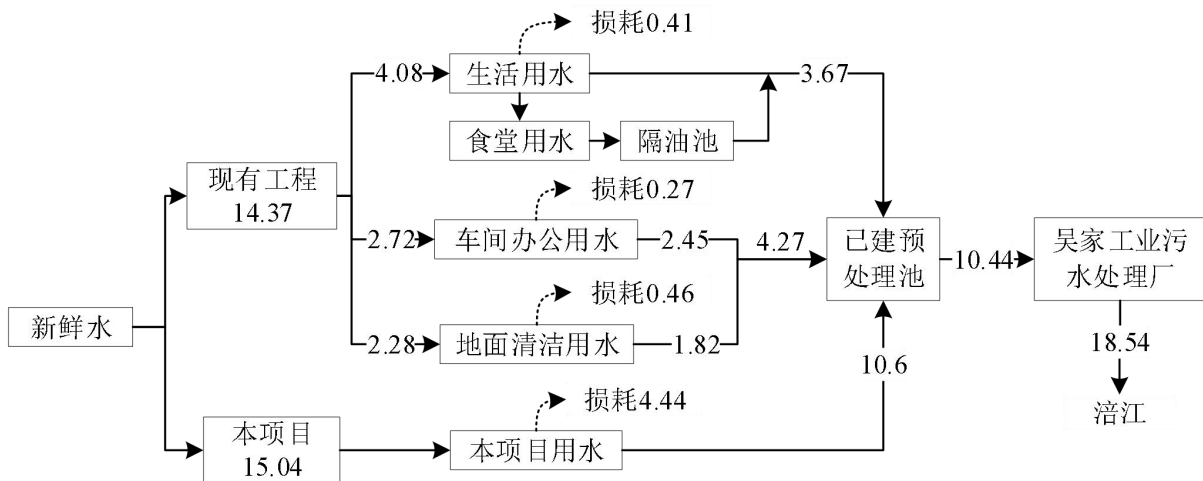 损耗0.41
4.08
生活用水
3.67
食堂用水
隔油池
现有工程
14.37
损耗0.27
2.72
车间办公用水
2.45
4.27
已建预
处理池
10.44
吴家工业污
水处理厂
损耗0.46
新鲜水
2.28
地面清洁用水
1.82
10.6
18.54
损耗4.44
涪江
本项目
15.04
本项目用水